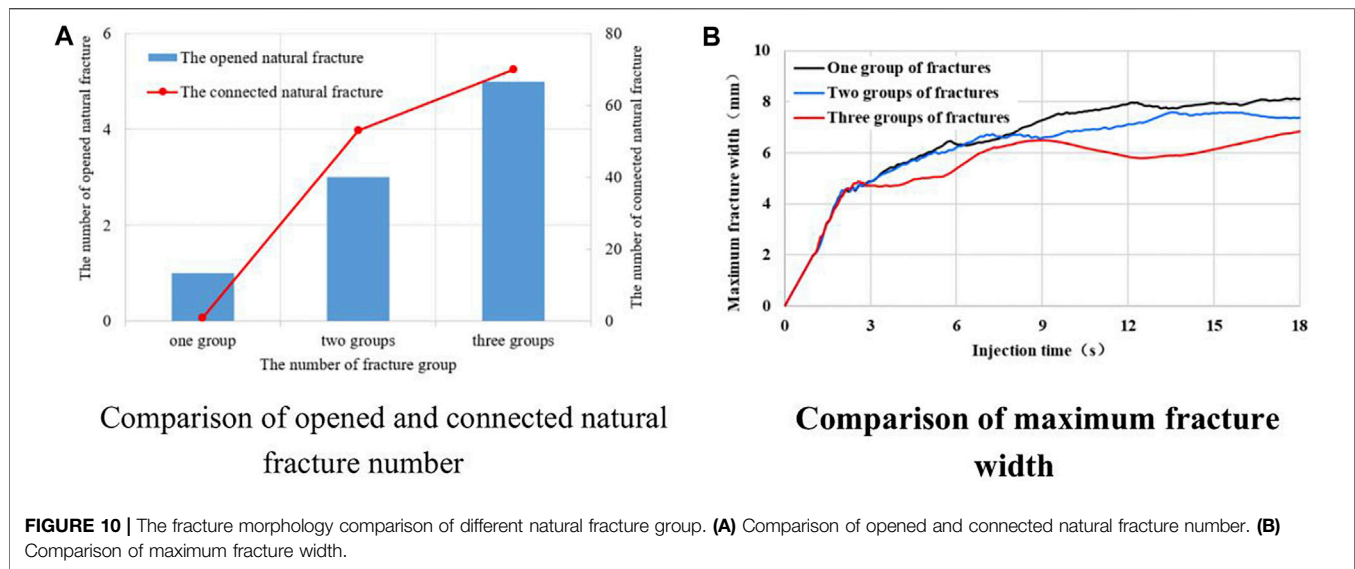 A
6
4
2
0
80
60
40
20
0
The number of opened natural fracture
The opened natural fracture
The connected natural fracture
The number of connected natural fracture
one group
two groups
three groups
The number of fracture group
Comparison of opened and connected natural
fracture number
B
10
8
6
4
2
0
Maximum fracture width（mm）
One group of fractures
Two groups of fractures
Three groups of fractures
0
3
6
9
12
15
18
Injection time（s）
Comparison of maximum fracture
width
FIGURE 10 | The fracture morphology comparison of different natural fracture group. (A) Comparison of opened and connected natural fracture number. (B)
Comparison of maximum fracture width.